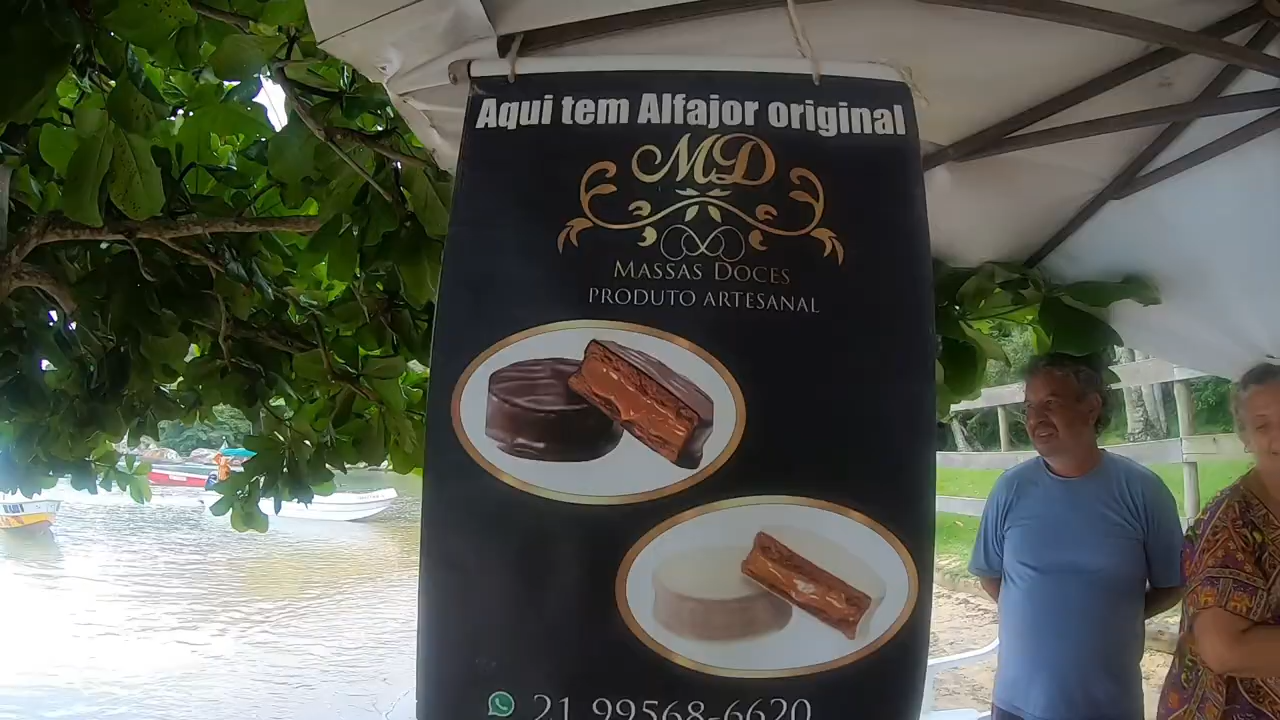 Aqui tem Alfajor original
MD
MASSAS DOCES
PRODUTO ARTESANAL
21 99568-6620